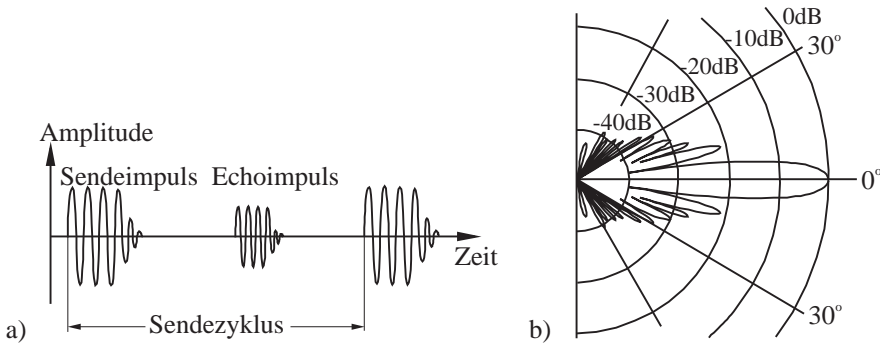 Amplitude
Sendeimpuls Echoimpuls
Zeit
a) Sendezyklus
0dB
-10dB
30°
-20dB
-30dB
-40dB
0°
30°
b)